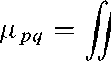 μ_{pq} = ∬